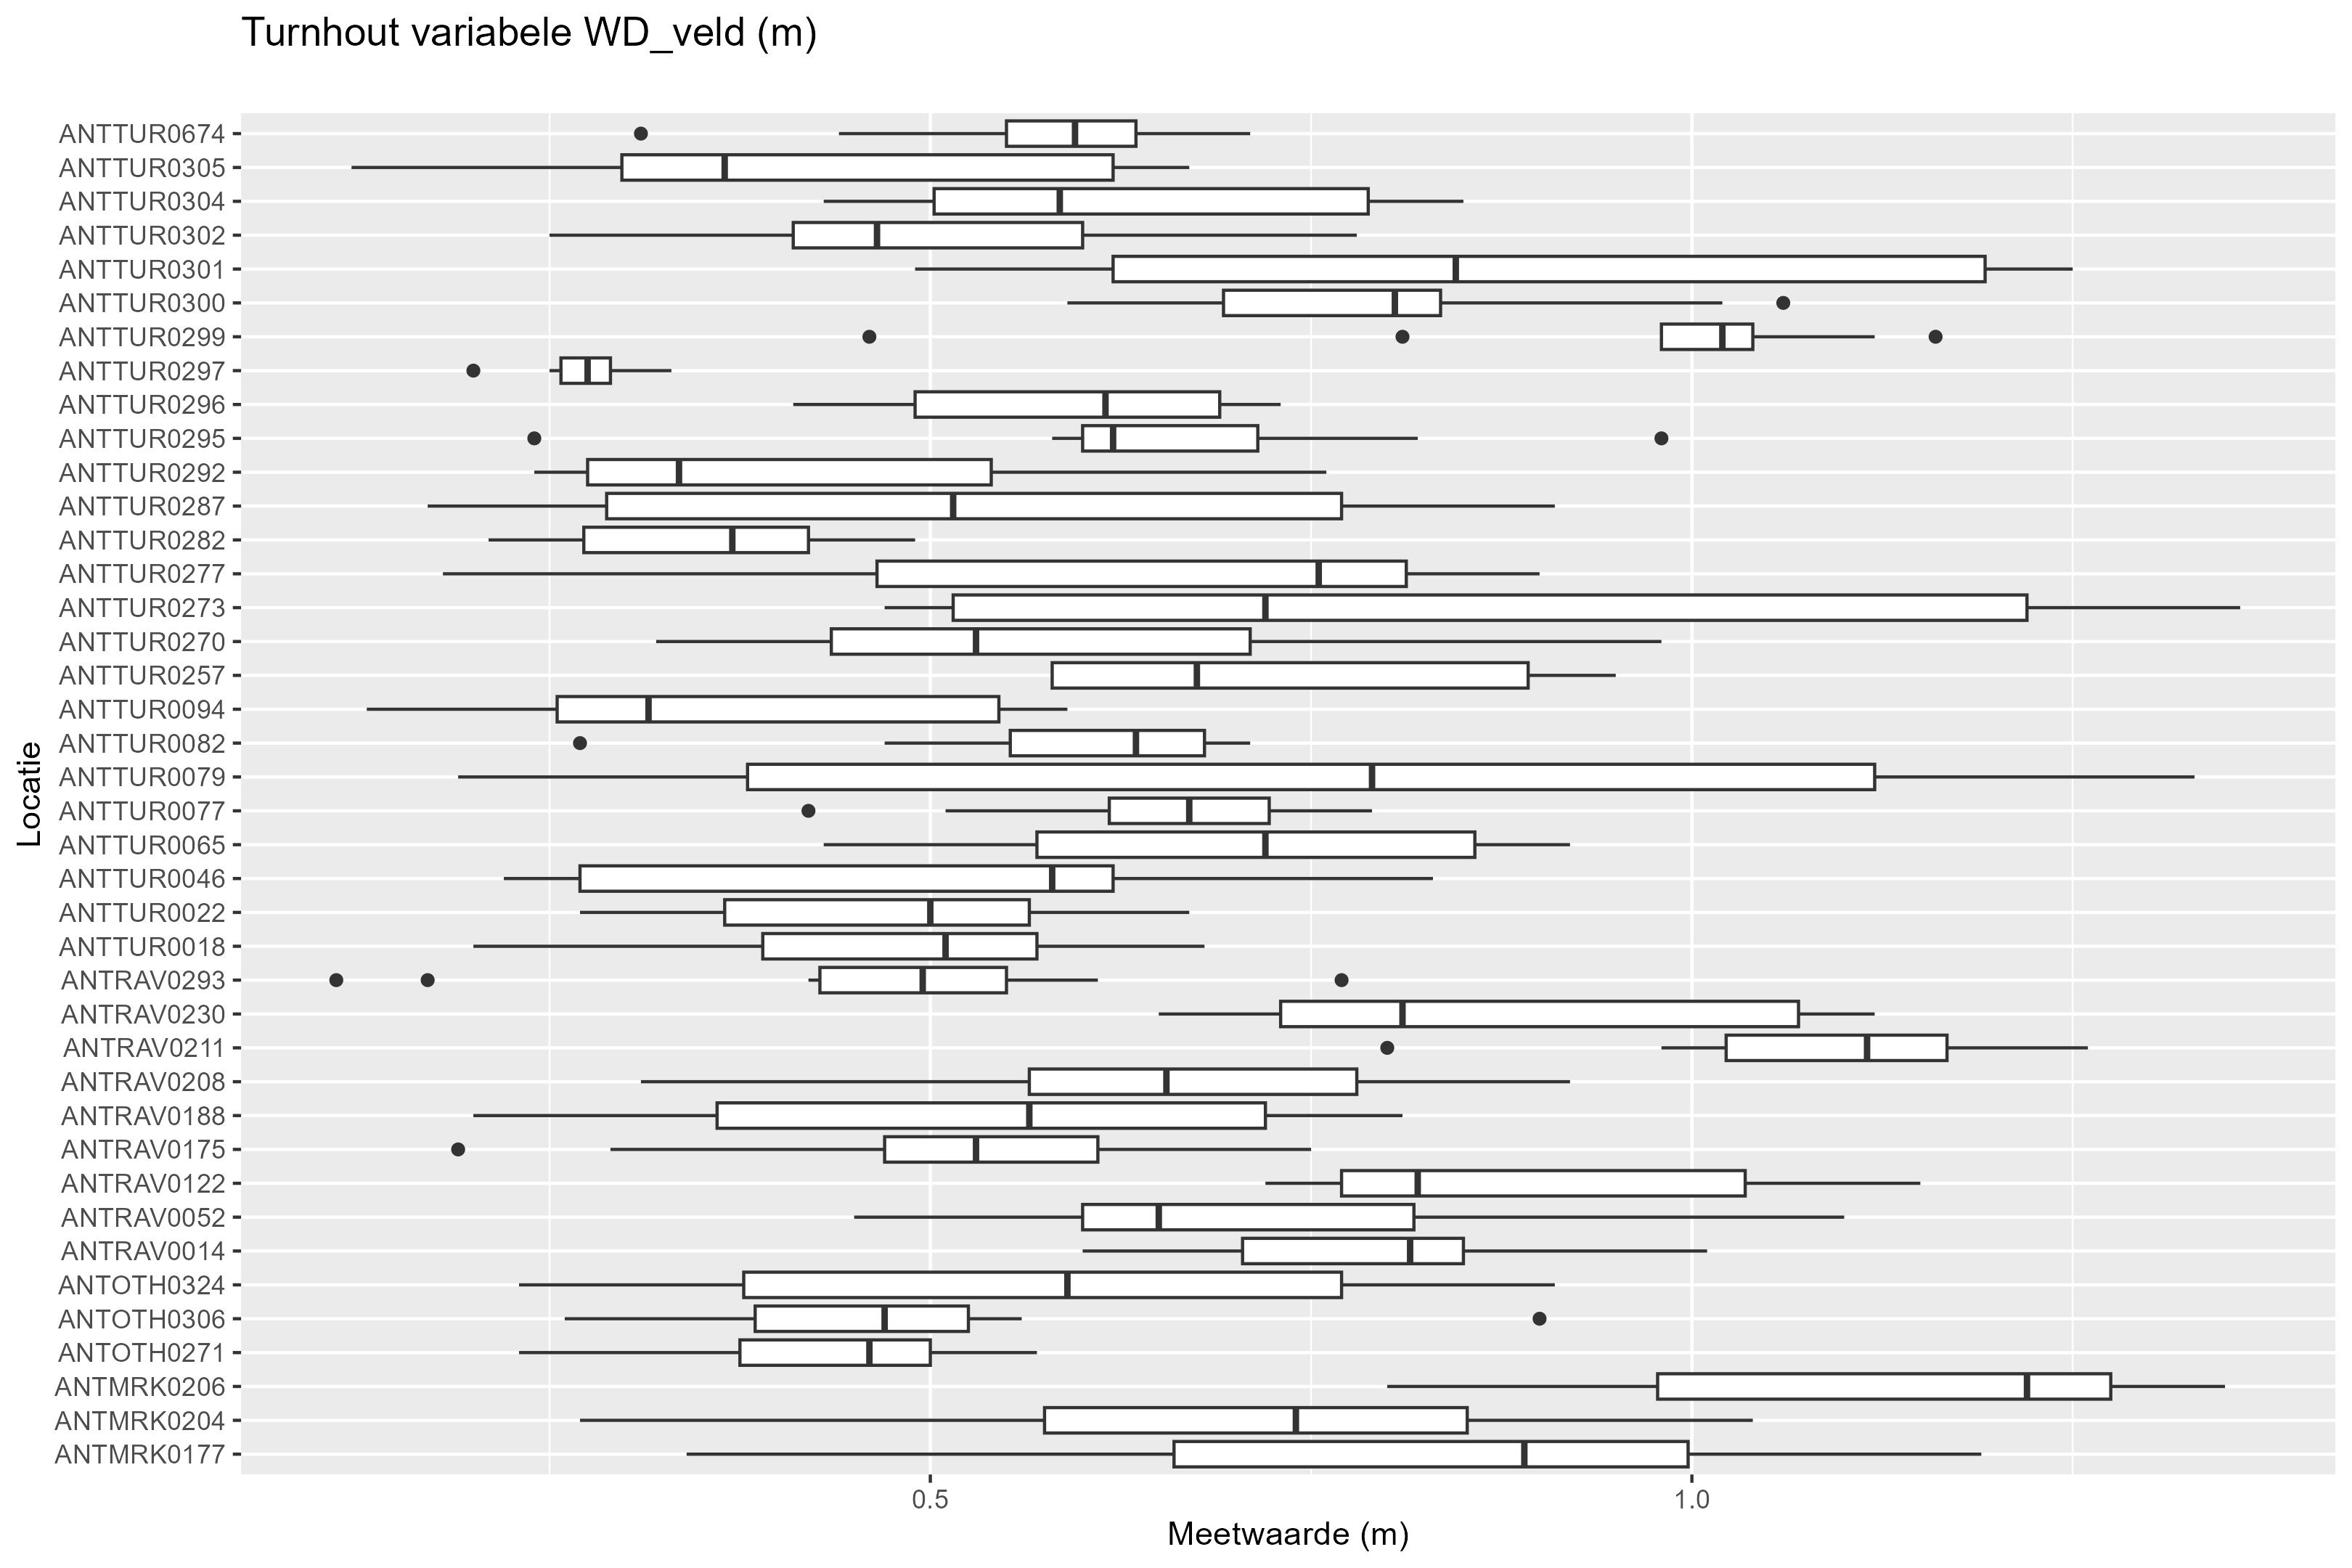 Turnhout variabele WD_veld (m)
Locatie
ANTTUR0674
ANTTUR0305
ANTTUR0304
ANTTUR0302
ANTTUR0301
ANTTUR0300
ANTTUR0299
ANTTUR0297
ANTTUR0296
ANTTUR0295
ANTTUR0292
ANTTUR0287
ANTTUR0282
ANTTUR0277
ANTTUR0273
ANTTUR0270
ANTTUR0257
ANTTUR0094
ANTTUR0082
ANTTUR0079
ANTTUR0077
ANTTUR0065
ANTTUR0046
ANTTUR0022
ANTTUR0018
ANTRAV0293
ANTRAV0230
ANTRAV0211
ANTRAV0208
ANTRAV0188
ANTRAV0175
ANTRAV0122
ANTRAV0052
ANTRAV0014
ANTOTH0324
ANTOTH0306
ANTOTH0271
ANTMRK0206
ANTMRK0204
ANTMRK0177
0.5 1.0
Meetwaarde (m)